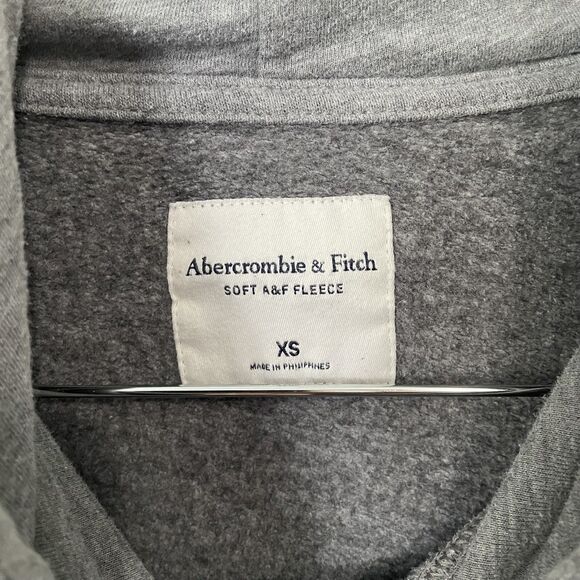 Abercrombie & Fitch
SOFT A&F FLEECE
XS
MADE IN PHILIPPINES